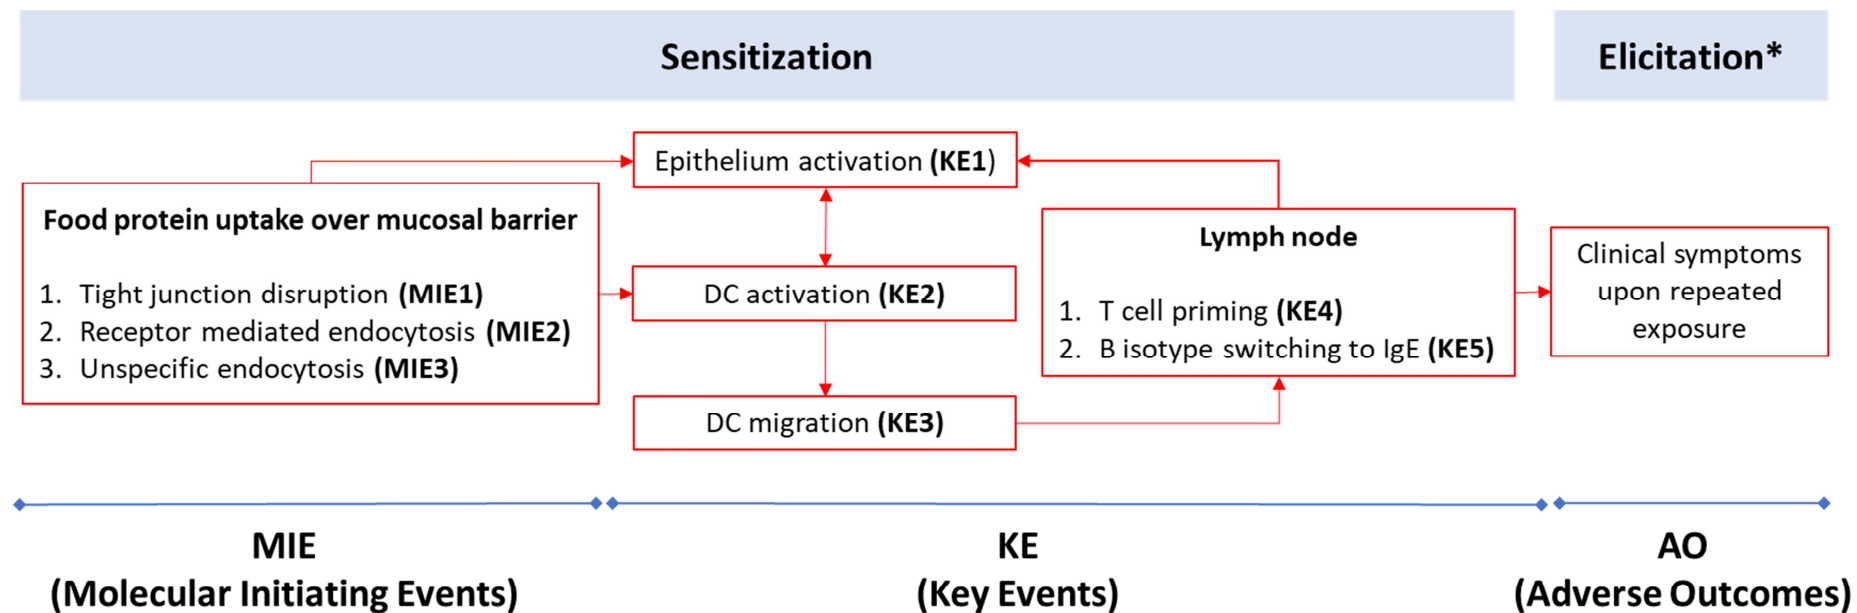 Sensitization
Elicitation*
Epithelium activation (KE1)
Food protein uptake over mucosal barrier
1. Tight junction disruption (MIE1)
2. Receptor mediated endocytosis (MIE2)
3. Unspecific endocytosis (MIE3)
DC activation (KE2)
DC migration (KE3)
Lymph node
1. T cell priming (KE4)
2. B isotype switching to IgE (KE5)
Clinical symptoms
upon repeated
exposure
MIE
(Molecular Initiating Events)
KE
(Key Events)
AO
(Adverse Outcomes)